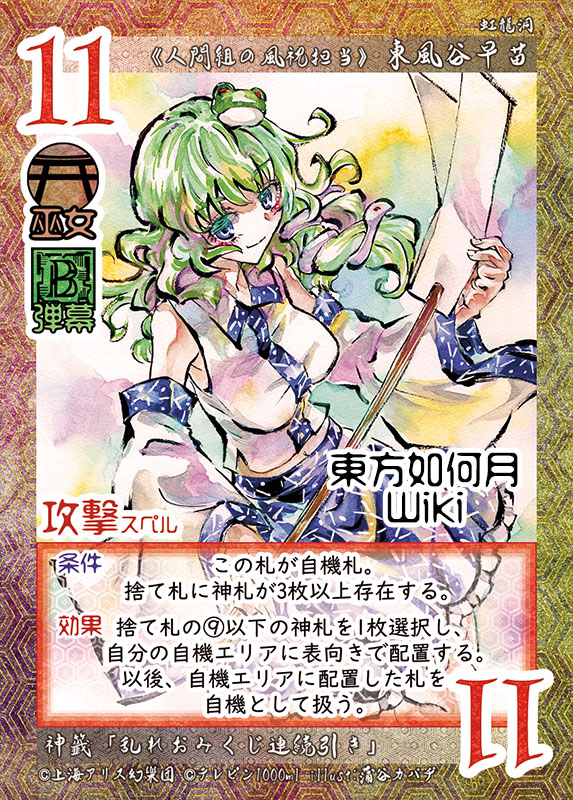 虹龍洞
11
《人間組の風祝担当》 東風谷早苗
巫女
B
弾幕
東方如何月
Wiki
攻撃スペル
条件 この札が自機札。
捨て札に神札が3枚以上存在する。
効果 捨て札の⑨以下の神札を1枚選択し、
自分の自機エリアに表向きで配置する。
以後、自機エリアに配置した札を
自機として扱う。
11
神籤「乱れおみくじ連続引き」
©上海アリス幻樂団 ©テレビン1000ml illust:蒲谷カバヂ